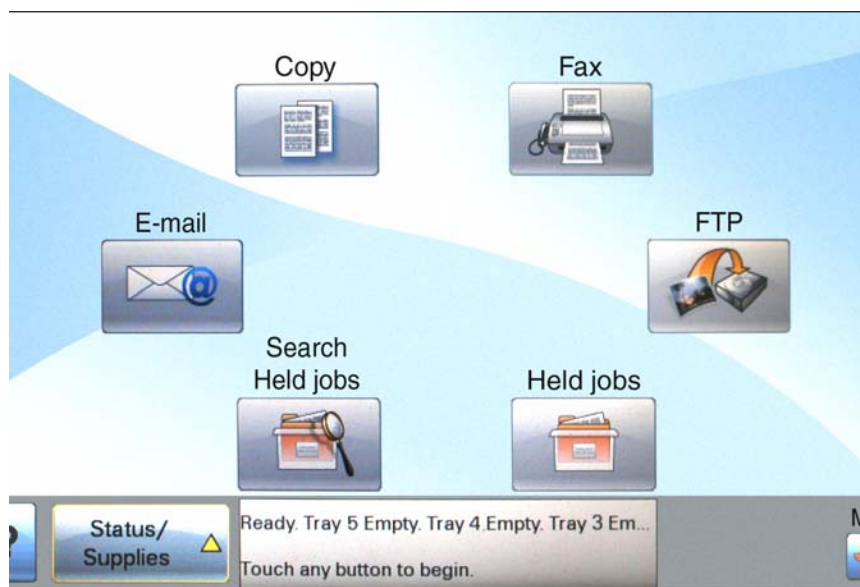 Copy
Fax
E-mail
FTP
Search
Held jobs
Held jobs
Status/
Supplies
Ready. Tray 5 Empty. Tray 4 Empty. Tray 3 Em...
Touch any button to begin.